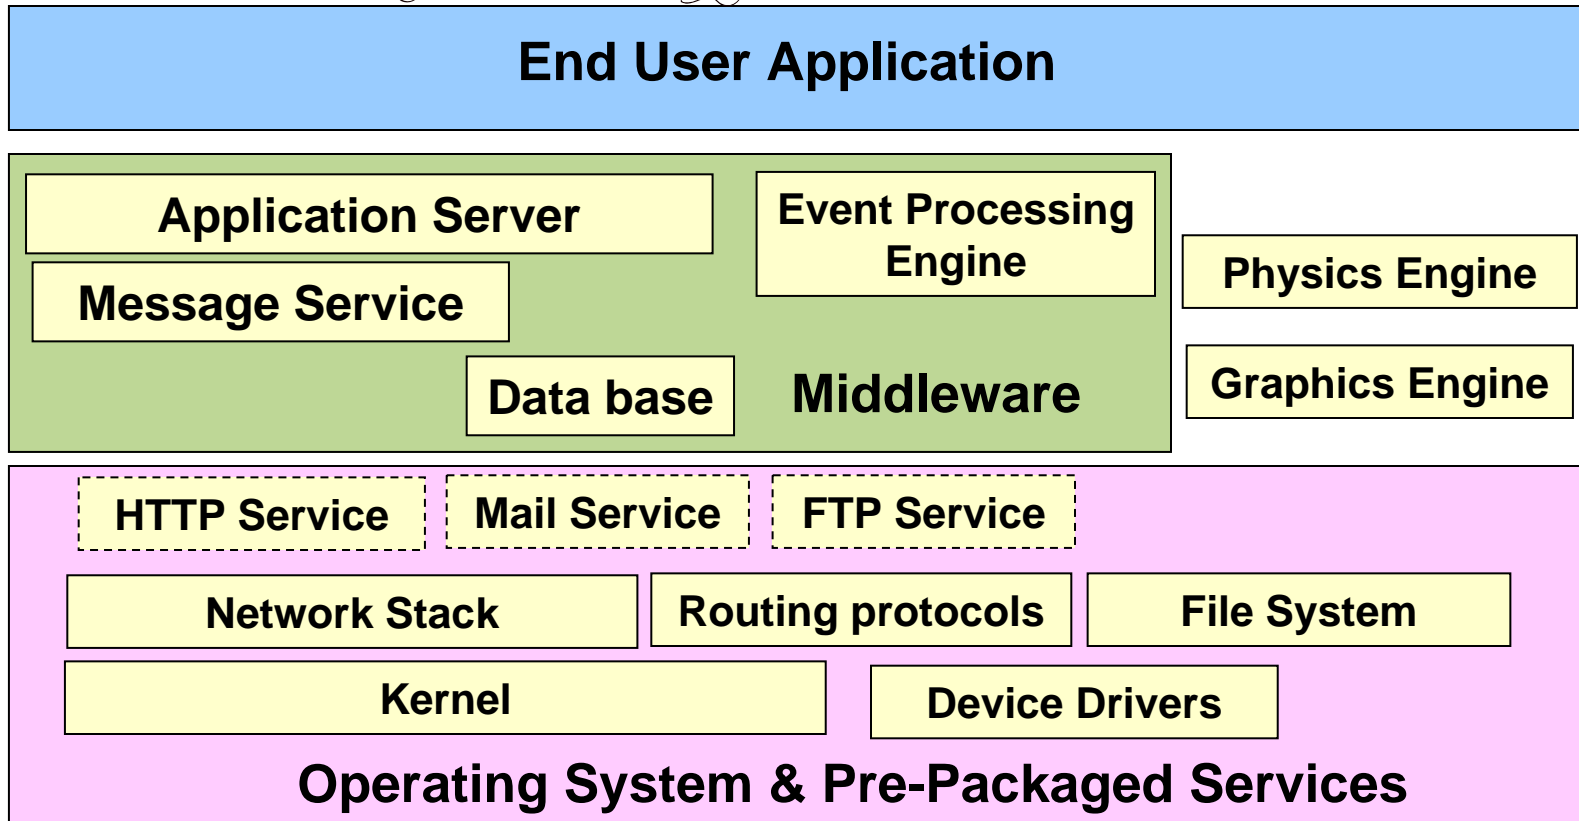 End User Application
Application Server
Event Processing
Engine
Message Service
Physics Engine
Data base
Middleware
Graphics Engine
HTTP Service
Mail Service
FTP Service
Network Stack
Routing protocols
File System
Kernel
Device Drivers
Operating System & Pre-Packaged Services